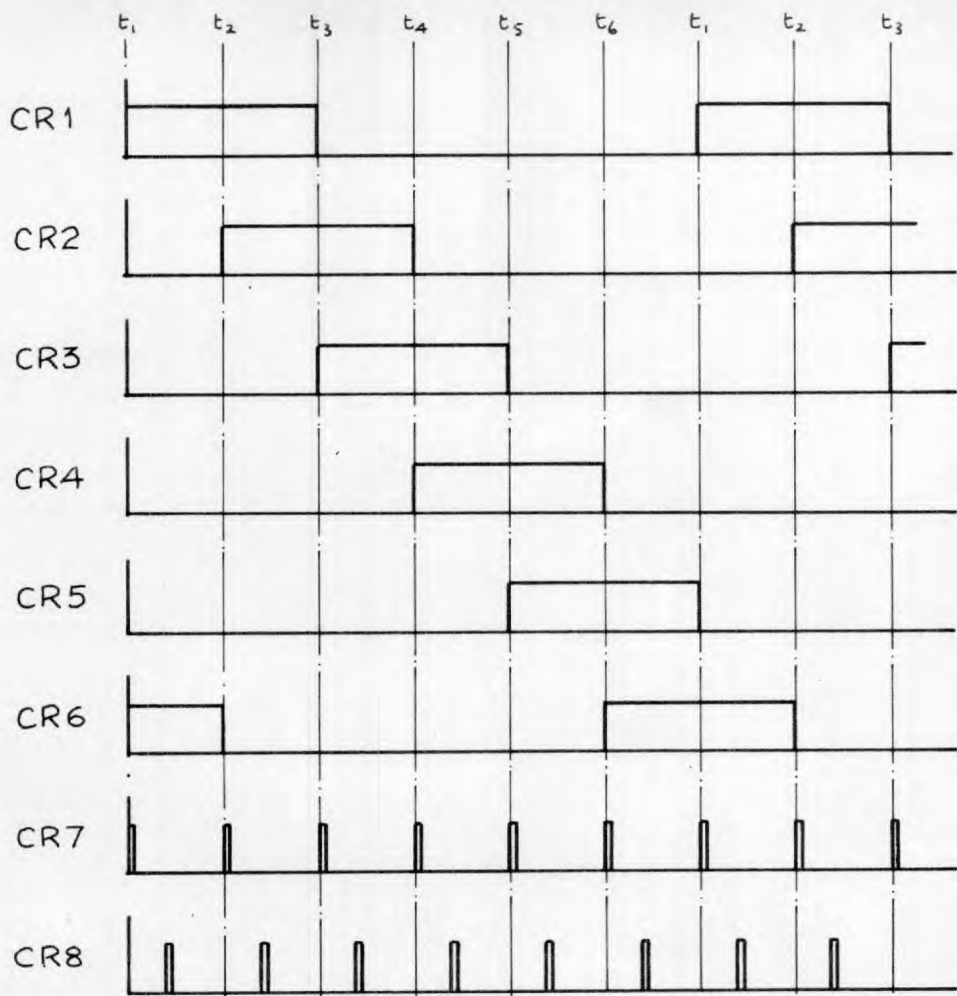 t₁ t₂ t₃ t₄ t₅ t₆ t₁ t₂ t₃
CR1
CR2
CR3
CR4
CR5
CR6
CR7
CR8